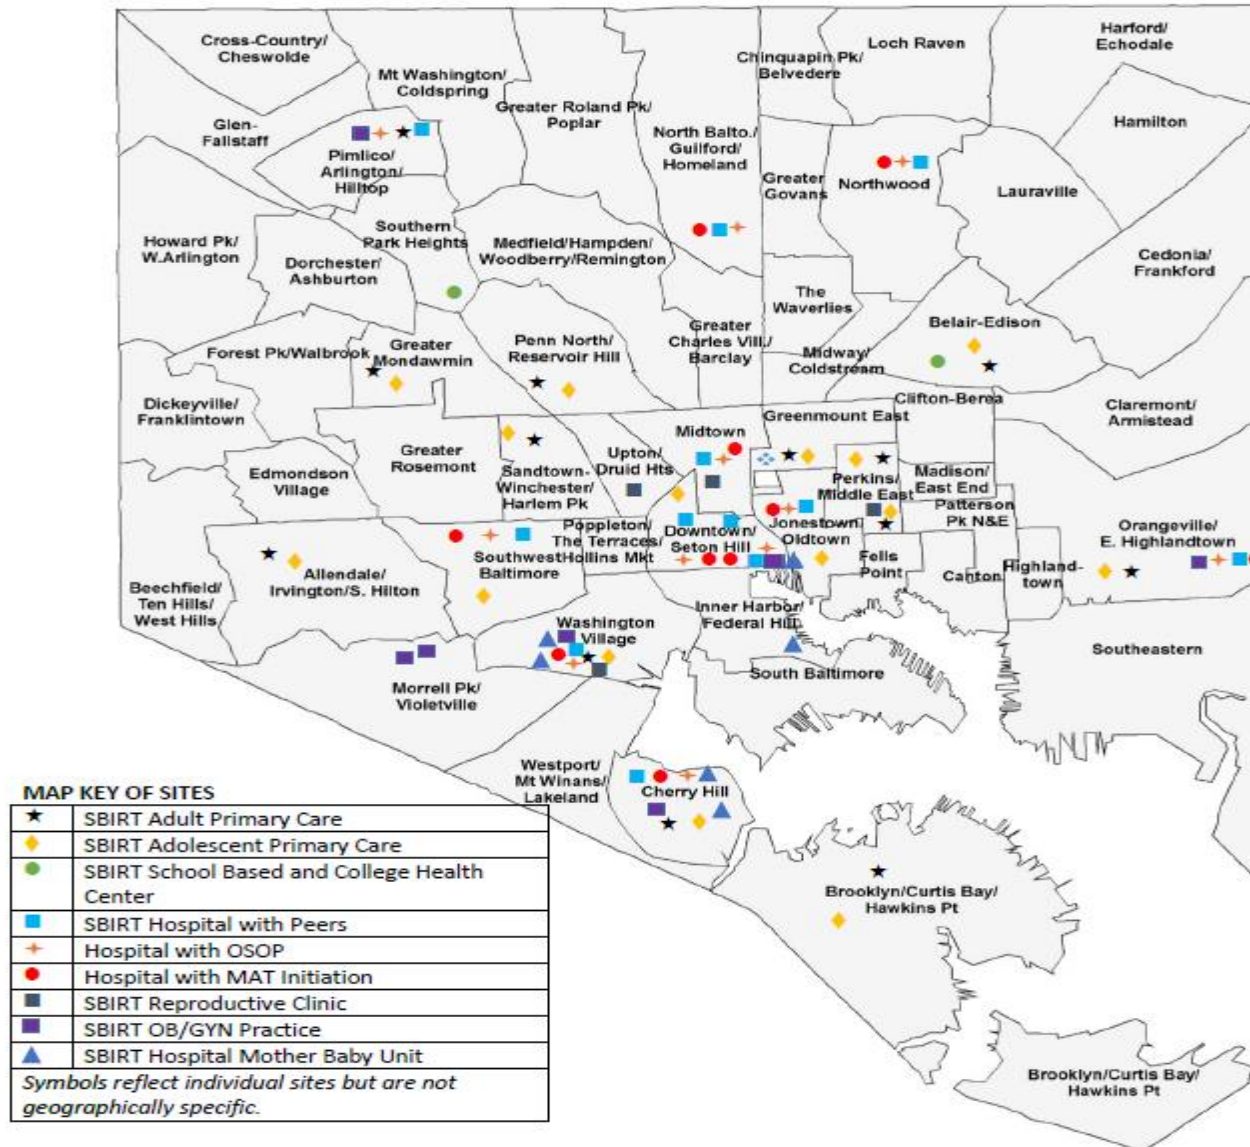 Cross-Country/
Cheswolde
Mt Washington/
Coldspring
Greater Roland Pk/
Poplar
Chinquapin Pk/
Belvedere
Loch Raven
Harford/
Echodale
Glen-
Fallstaff
Pimlico/
Arlington/
Hilltop
North Balto./
Guilford/
Homeland
Greater
Govans
Northwood
Hamilton
Lauraville
Howard Pk/
W.Arlington
Southern
Park Heights
Dorchester/
Ashburton
Medfield/Hampden/
Woodberry/Remington
Cedonia/
Frankford
The
Waverlies
Belair-Edison
Forest Pk/Walbrook
Greater
Mondawmin
Penn North/
Reservoir Hill
Greater
Charles Vill./
Barclay
Midway/
Coldstream
Clifton-Berea
Dickeyville/
Franklintown
Claremont/
Armistead
Greenmount East
Midtown
Greater
Rosemont
Edmondson
Village
Sandtown-
Winchester/
Harlem Pk
Upton/
Druid Hts
Perkins/
Middle East
Madison/
East End
Patterson
Pk N&E
Orangeville/
E. Highlandtown
Poppleton/
The Terraces/
Hollins Mkt
Downtown/
Seton Hill
Jonestown
Oldtown
Southwest
Baltimore
Fells
Point
Canton
Highland-
town
Beechfield/
Ten Hills/
West Hills
Allendale/
Irvington/S. Hilton
Inner Harbor/
Federal Hill
Washington
Village
Southeastern
South Baltimore
Morrell Pk/
Violetville
Westport/
Mt Winans/
Lakeland
Cherry Hill
Brooklyn/Curtis Bay/
Hawkins Pt
Brooklyn/Curtis Bay/
Hawkins Pt
MAP KEY OF SITES
SBIRT Adult Primary Care
SBIRT Adolescent Primary Care
SBIRT School Based and College Health
Center
SBIRT Hospital with Peers
Hospital with OSOP
Hospital with MAT Initiation
SBIRT Reproductive Clinic
SBIRT OB/GYN Practice
SBIRT Hospital Mother Baby Unit
Symbols reflect individual sites but are not
geographically specific.